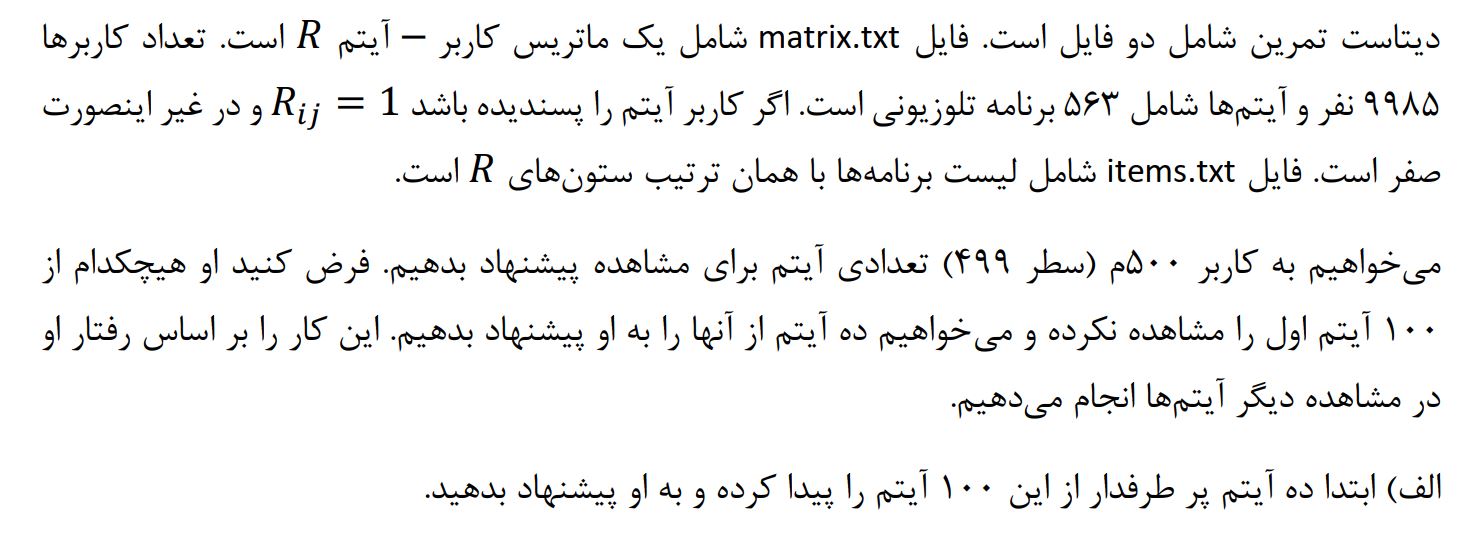 دیتاست تمرین شامل دو فایل است. فایل matrix.txt شامل یک ماتریس کاربر – آیتم R است. تعداد کاربرها
۹۹۸۵ نفر و آیتم‌ها شامل ۵۶۳ برنامه تلوزیونی است. اگر کاربر آیتم را پسندیده باشد R_{ij} = 1 و در غیر اینصورت
صفر است. فایل items.txt شامل لیست برنامه‌ها با همان ترتیب ستون‌های R است.
می‌خواهیم به کاربر ۵۰۰م (سطر ۴۹۹) تعدادی آیتم برای مشاهده پیشنهاد بدهیم. فرض کنید او هیچکدام از
۱۰۰ آیتم اول را مشاهده نکرده و می‌خواهیم ده آیتم از آنها را به او پیشنهاد بدهیم. این کار را بر اساس رفتار او
در مشاهده دیگر آیتم‌ها انجام می‌دهیم.
الف) ابتدا ده آیتم پر طرفدار از این ۱۰۰ آیتم را پیدا کرده و به او پیشنهاد بدهید.